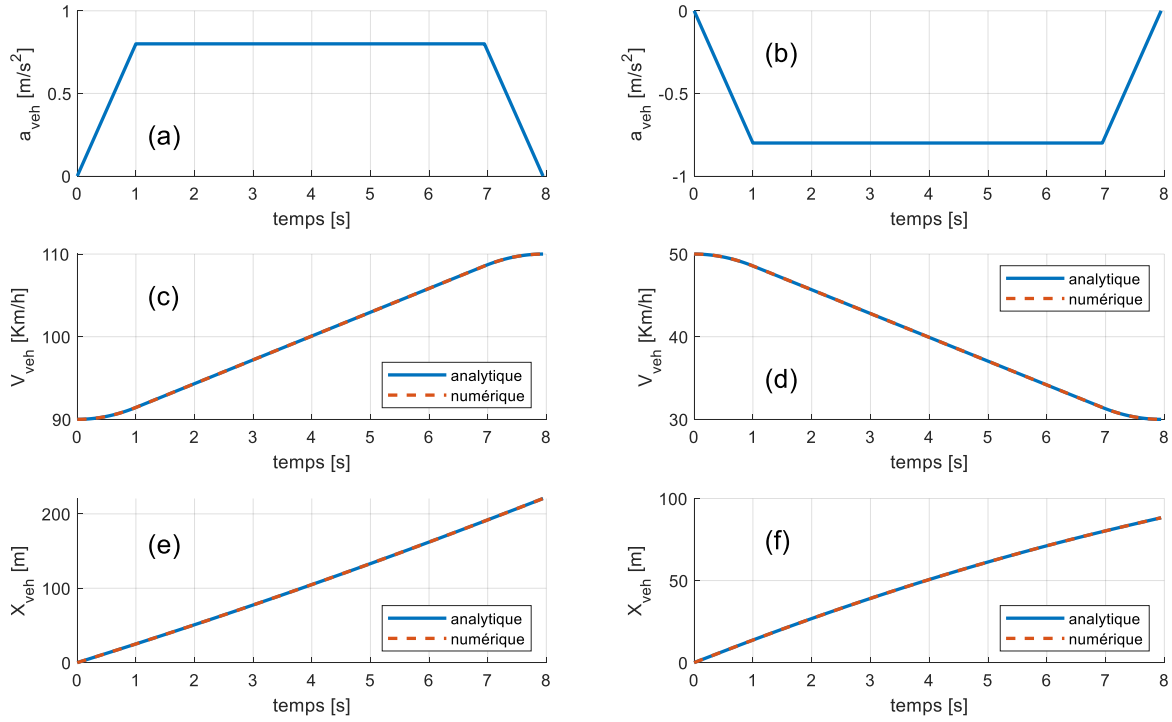 1
0.5
0
a_veh [m/s²]
(a)
0 1 2 3 4 5 6 7 8
temps [s]
0
-0.5
-1
a_veh [m/s²]
(b)
0 1 2 3 4 5 6 7 8
temps [s]
110
100
90
V_veh [Km/h]
(c)
analytique
numérique
0 1 2 3 4 5 6 7 8
temps [s]
50
40
30
V_veh [Km/h]
(d)
analytique
numérique
0 1 2 3 4 5 6 7 8
temps [s]
200
100
0
X_veh [m]
(e)
analytique
numérique
0 1 2 3 4 5 6 7 8
temps [s]
100
50
0
X_veh [m]
(f)
analytique
numérique
0 1 2 3 4 5 6 7 8
temps [s]